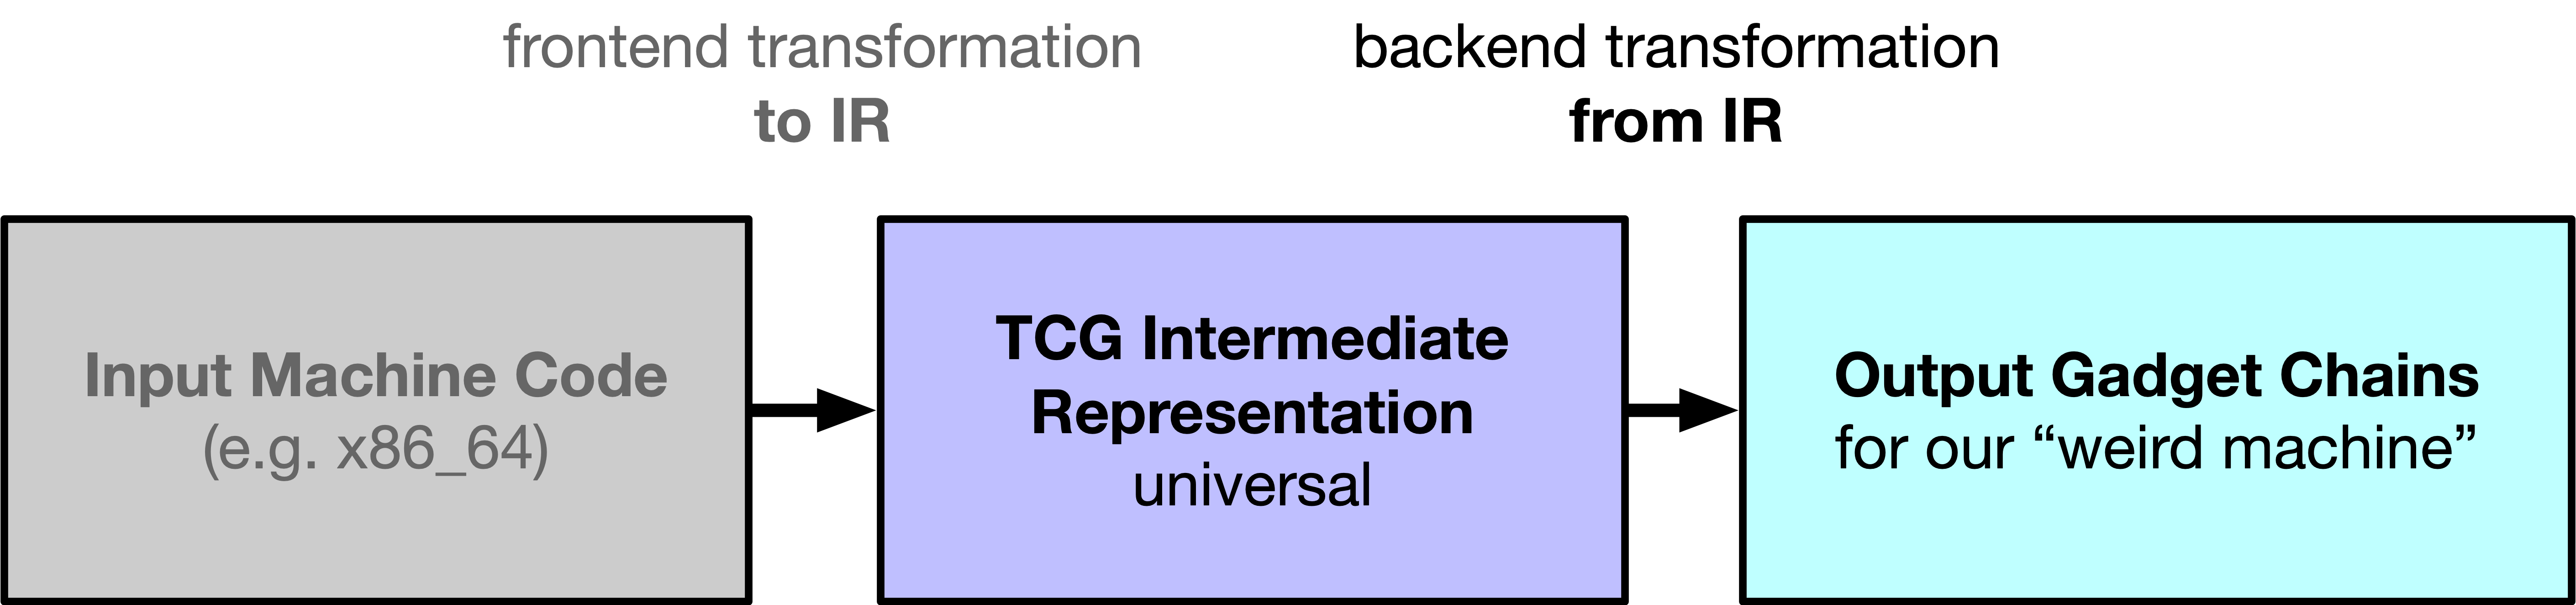 frontend transformation
to IR
backend transformation
from IR
Input Machine Code
(e.g. x86_64)
TCG Intermediate
Representation
universal
Output Gadget Chains
for our “weird machine”